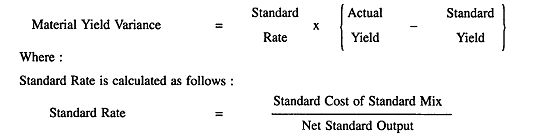 Material Yield Variance = Standard Rate x { Actual Yield – Standard Yield }
Where :
Standard Rate is calculated as follows :
Standard Rate = Standard Cost of Standard Mix
Net Standard Output